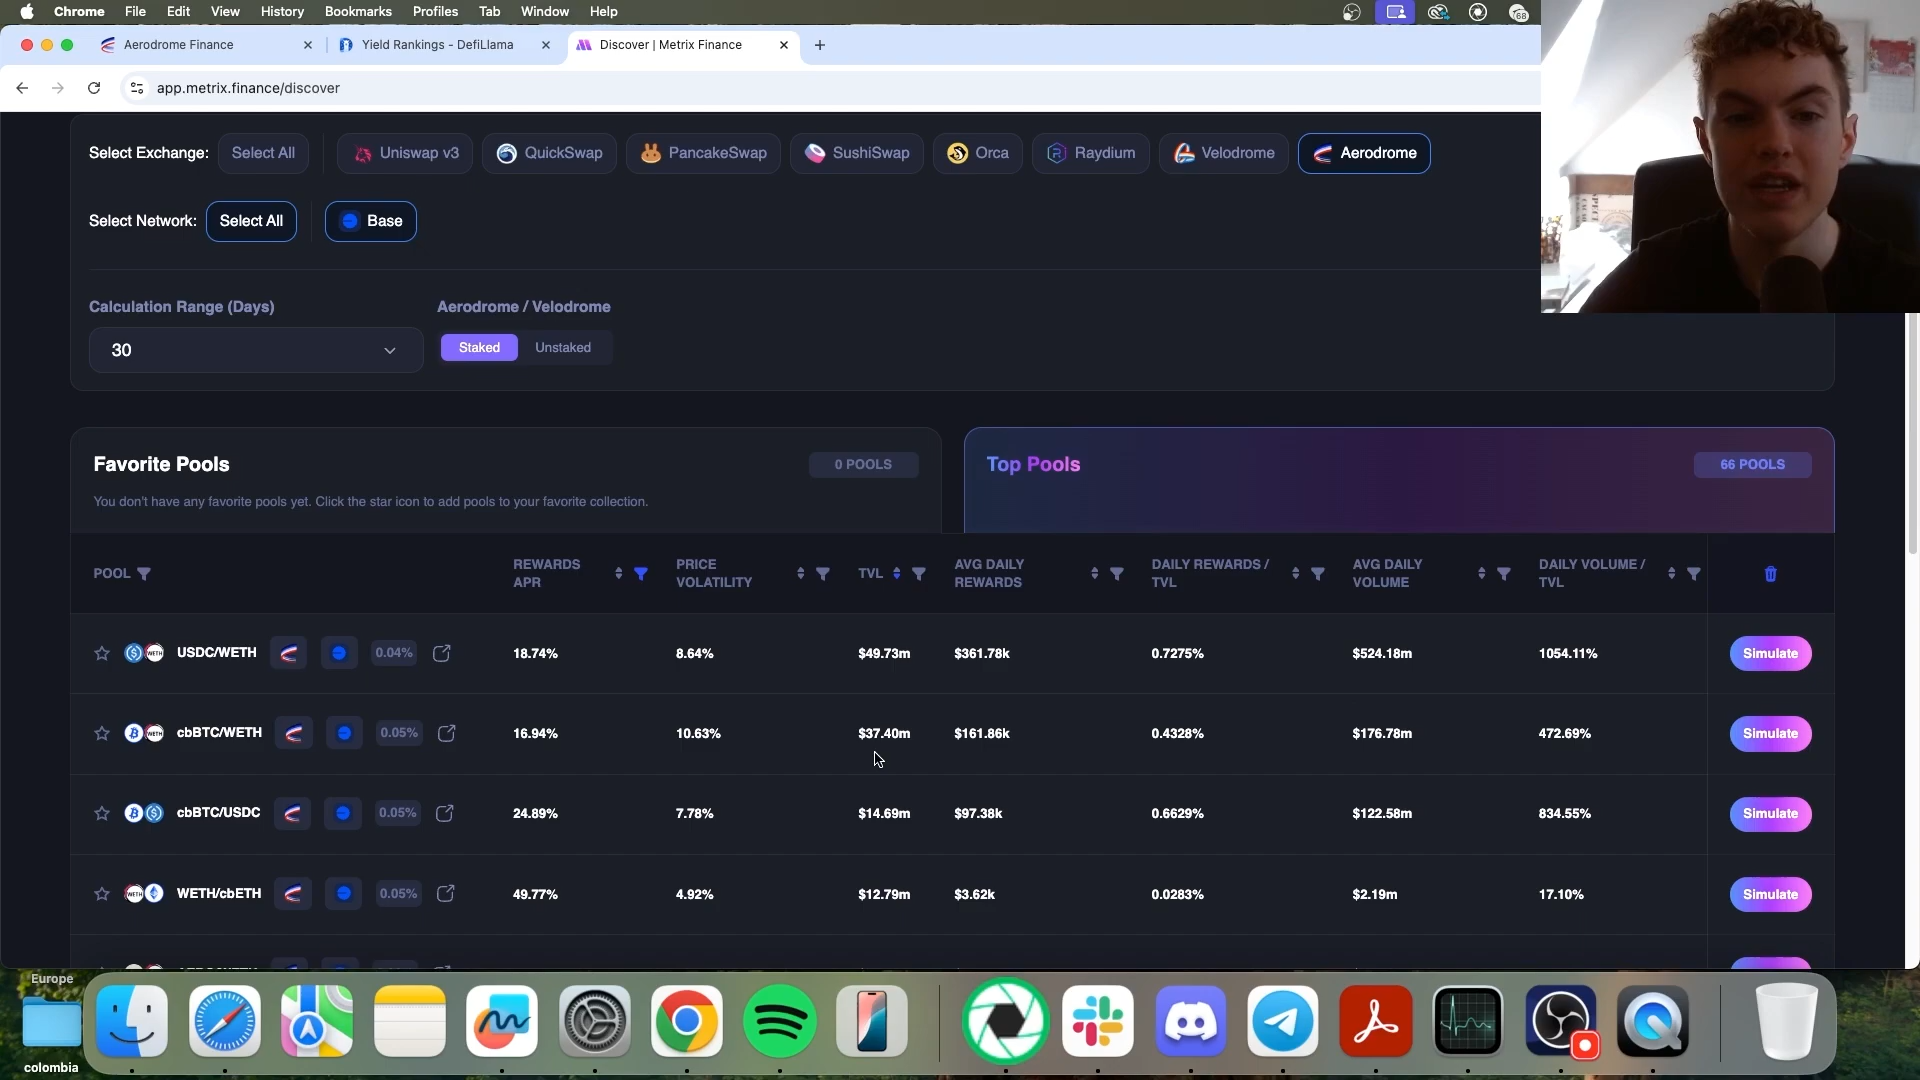 Chrome File Edit View History Bookmarks Profiles Tab Window Help
68
Aerodrome Finance
Yield Rankings - DefiLlama
Discover | Metrix Finance
app.metrix.finance/discover
Select Exchange: Select All Uniswap v3 QuickSwap PancakeSwap SushiSwap Orca Raydium Velodrome Aerodrome
Select Network: Select All Base
Calculation Range (Days) Aerodrome / Velodrome
30 Staked Unstaked
Favorite Pools 0 POOLS Top Pools 66 POOLS
You don't have any favorite pools yet. Click the star icon to add pools to your favorite collection.
POOL REWARDS APR PRICE VOLATILITY TVL AVG DAILY REWARDS DAILY REWARDS / TVL AVG DAILY VOLUME DAILY VOLUME / TVL
USDC/WETH 0.04% 18.74% 8.64% $49.73m $361.78k 0.7275% $524.18m 1054.11% Simulate
cbBTC/WETH 0.05% 16.94% 10.63% $37.40m $161.86k 0.4328% $176.78m 472.69% Simulate
cbBTC/USDC 0.05% 24.89% 7.78% $14.69m $97.38k 0.6629% $122.58m 834.55% Simulate
WETH/cbETH 0.05% 49.77% 4.92% $12.79m $3.62k 0.0283% $2.19m 17.10% Simulate
Europe
colombia